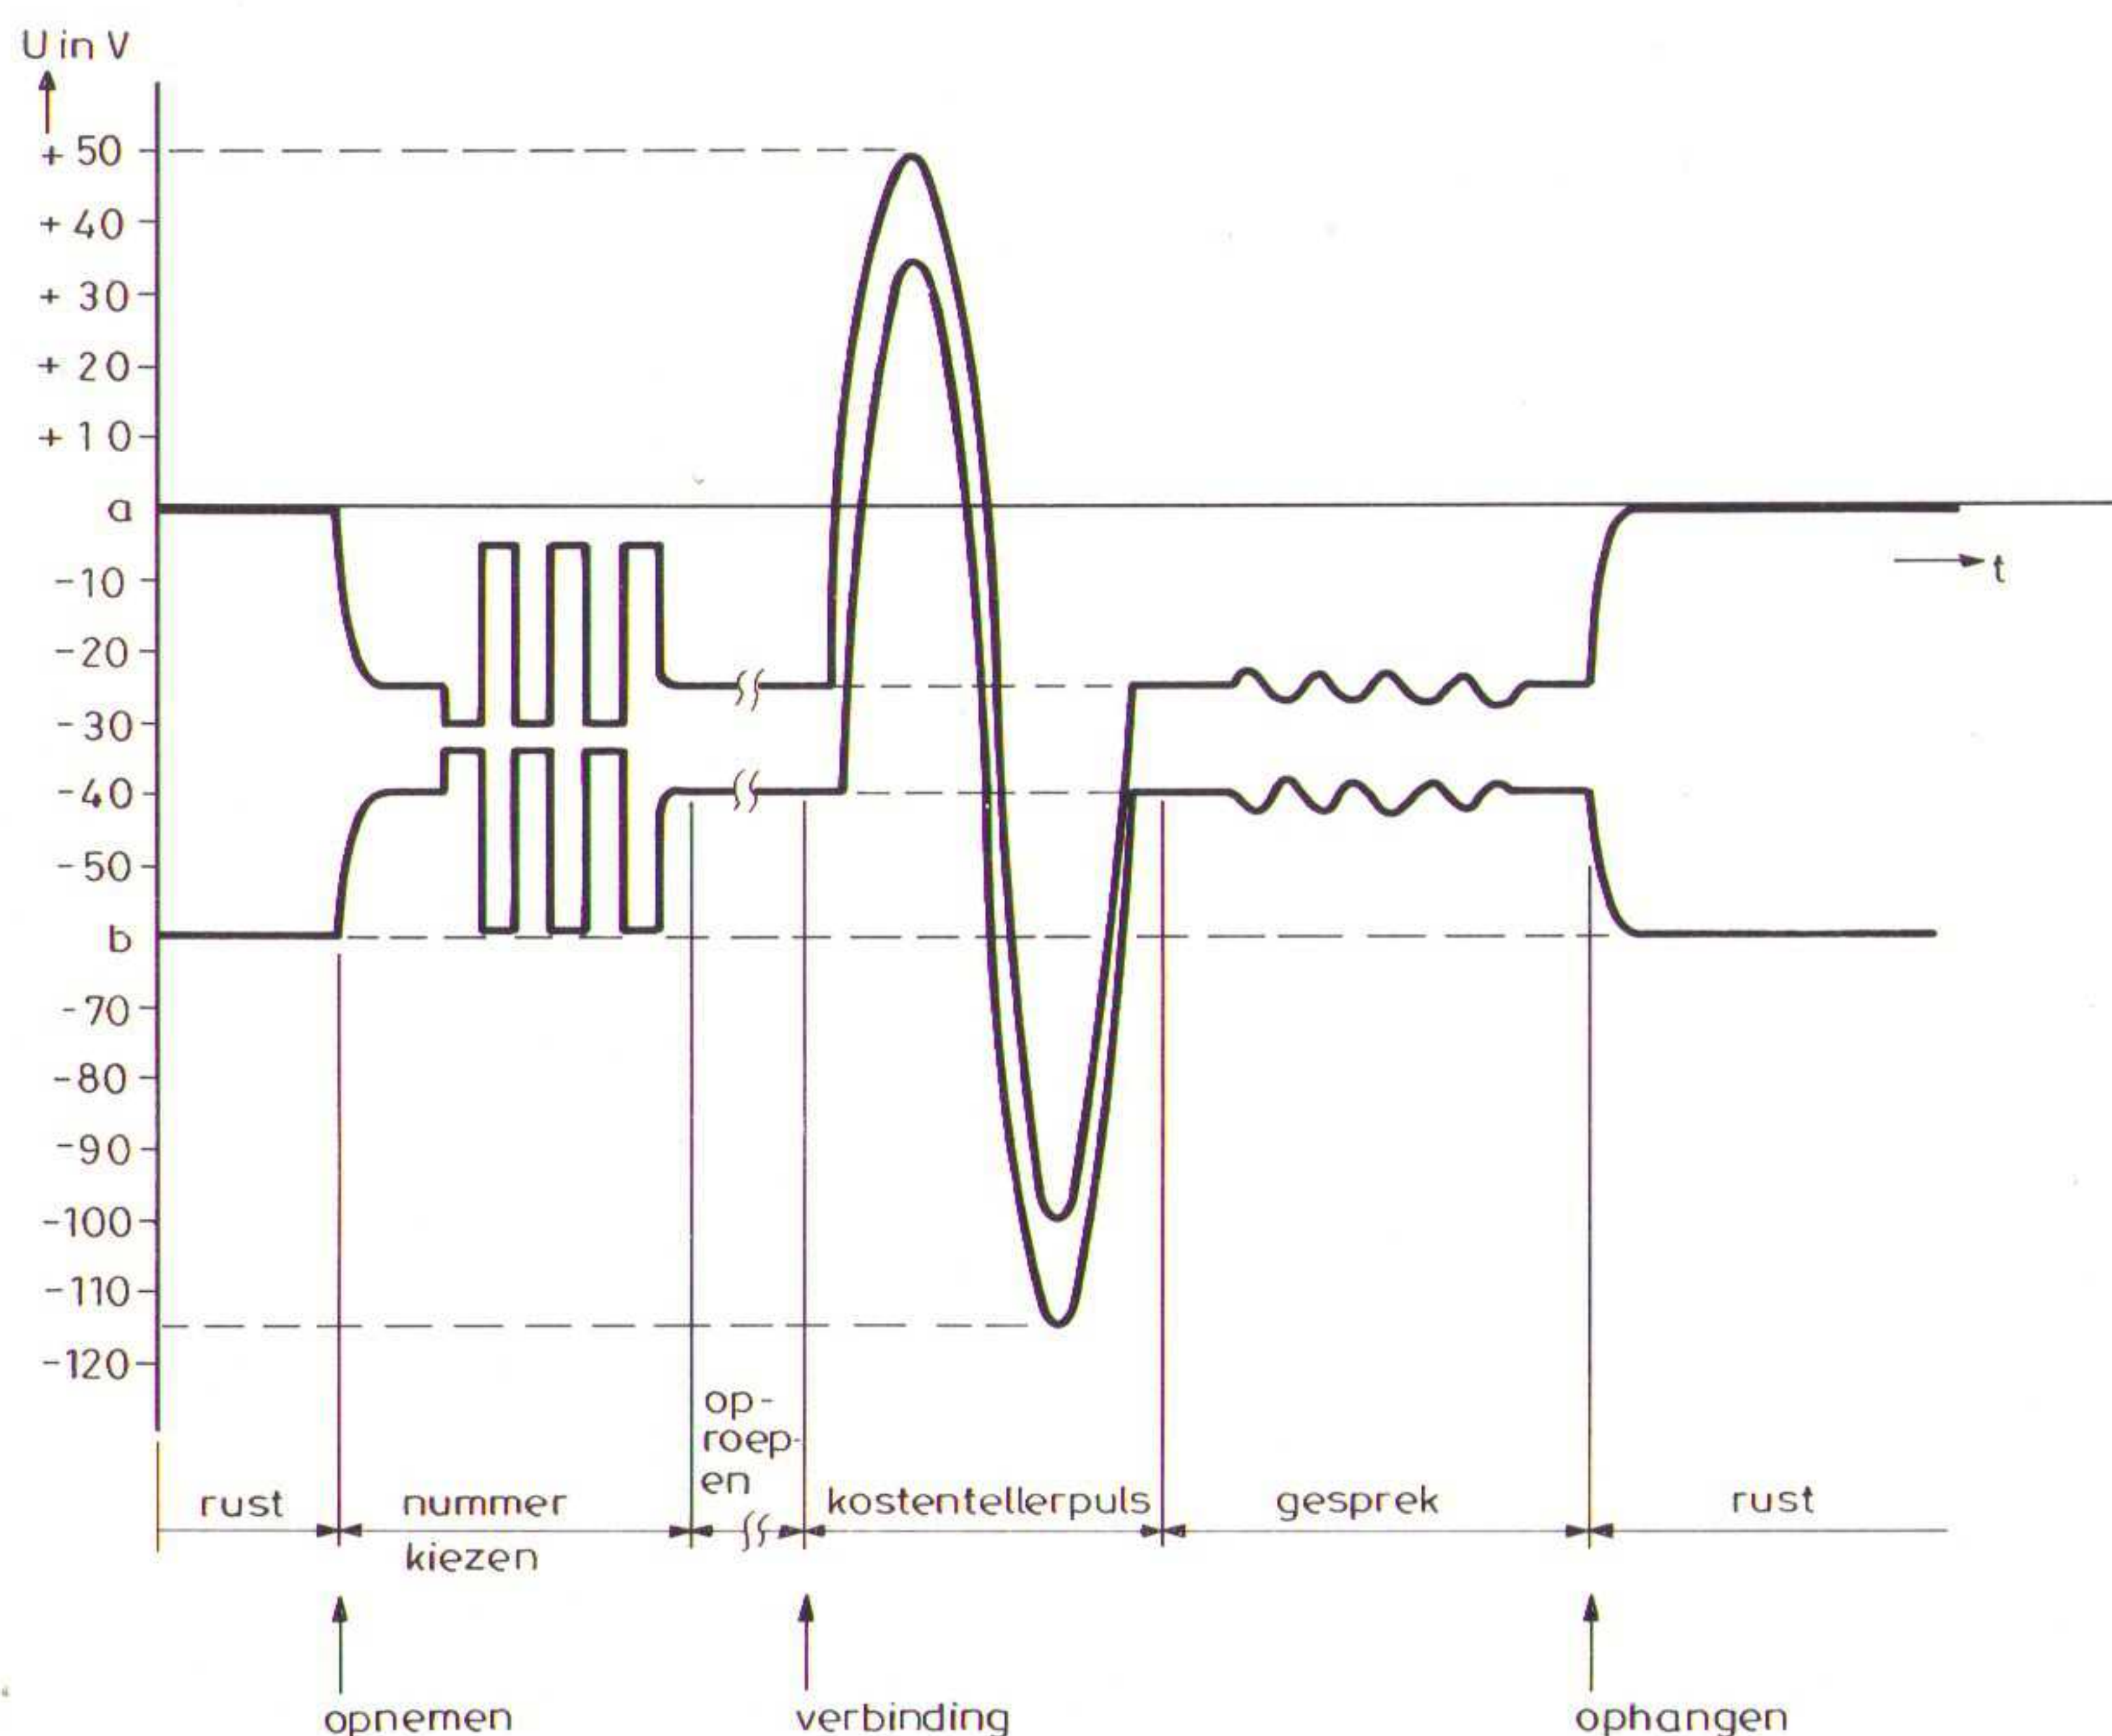 U in V
+ 50
+ 40
+ 30
+ 20
+ 10
a
-10
t
-20
-30
-40
-50
b
-70
-80
-90
-100
-110
-120
op-
roep-
en
rust
nummer
kostentellerpuls
gesprek
rust
kiezen
opnemen
verbinding
ophangen